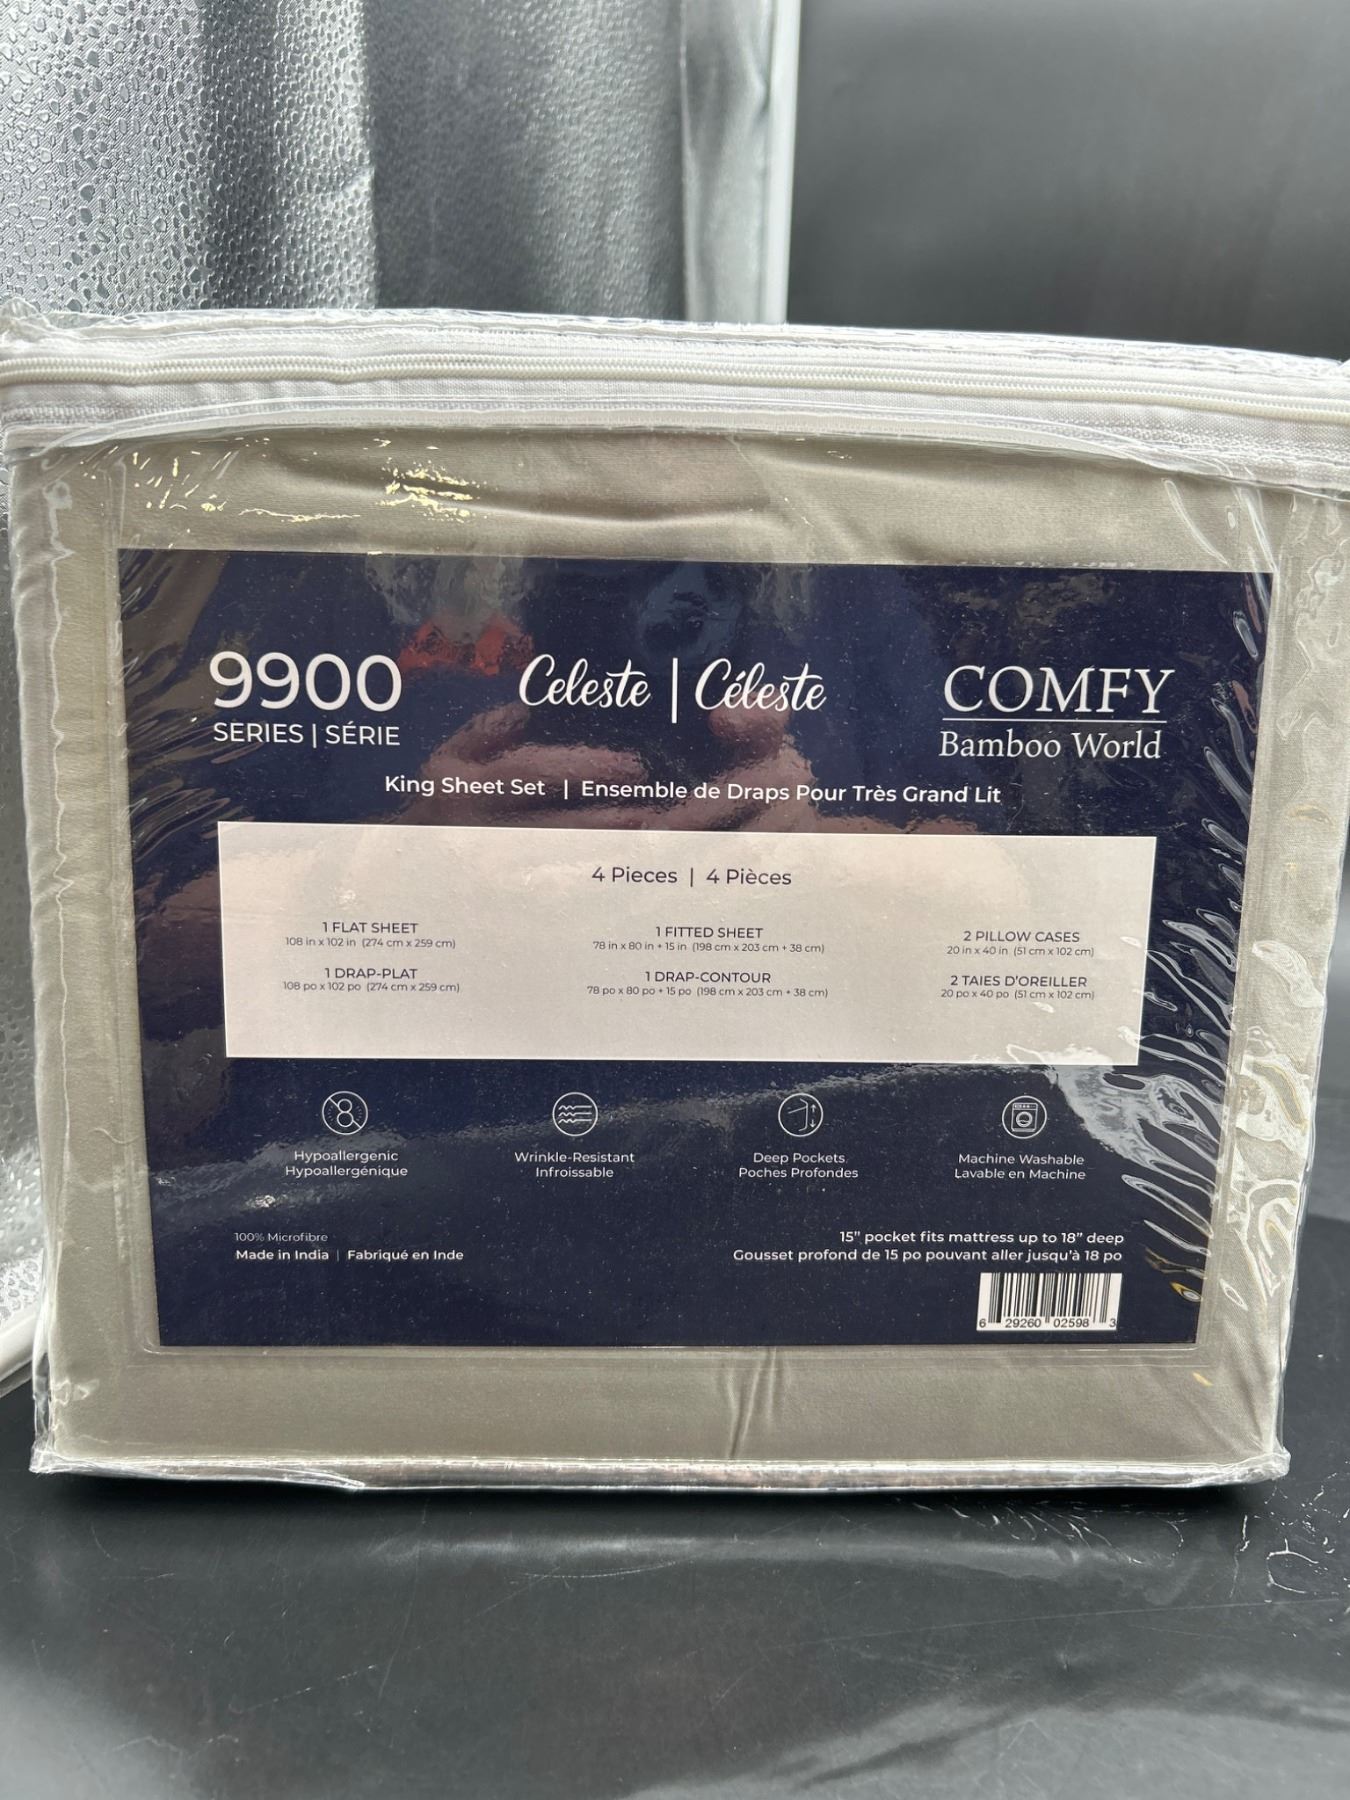 9900
SERIES | SÉRIE
Celeste | Céleste
COMFY
Bamboo World
King Sheet Set | Ensemble de Draps Pour Très Grand Lit
4 Pieces | 4 Pièces
1 FLAT SHEET
108 in x 102 in (274 cm x 259 cm)
1 DRAP-PLAT
108 po x 102 po (274 cm x 259 cm)
1 FITTED SHEET
78 in x 80 in + 15 in (198 cm x 203 cm + 38 cm)
1 DRAP-CONTOUR
78 po x 80 po + 15 po (198 cm x 203 cm + 38 cm)
2 PILLOW CASES
20 in x 40 in (51 cm x 102 cm)
2 TAIES D'OREILLER
20 po x 40 po (51 cm x 102 cm)
Hypoallergenic
Hypoallergénique
Wrinkle-Resistant
Infroissable
Deep Pockets
Poches Profondes
Machine Washable
Lavable en Machine
100% Microfibre
Made in India | Fabriqué en Inde
15" pocket fits mattress up to 18" deep
Gousset profond de 15 po pouvant aller jusqu'à 18 po
6 29260 02598 3